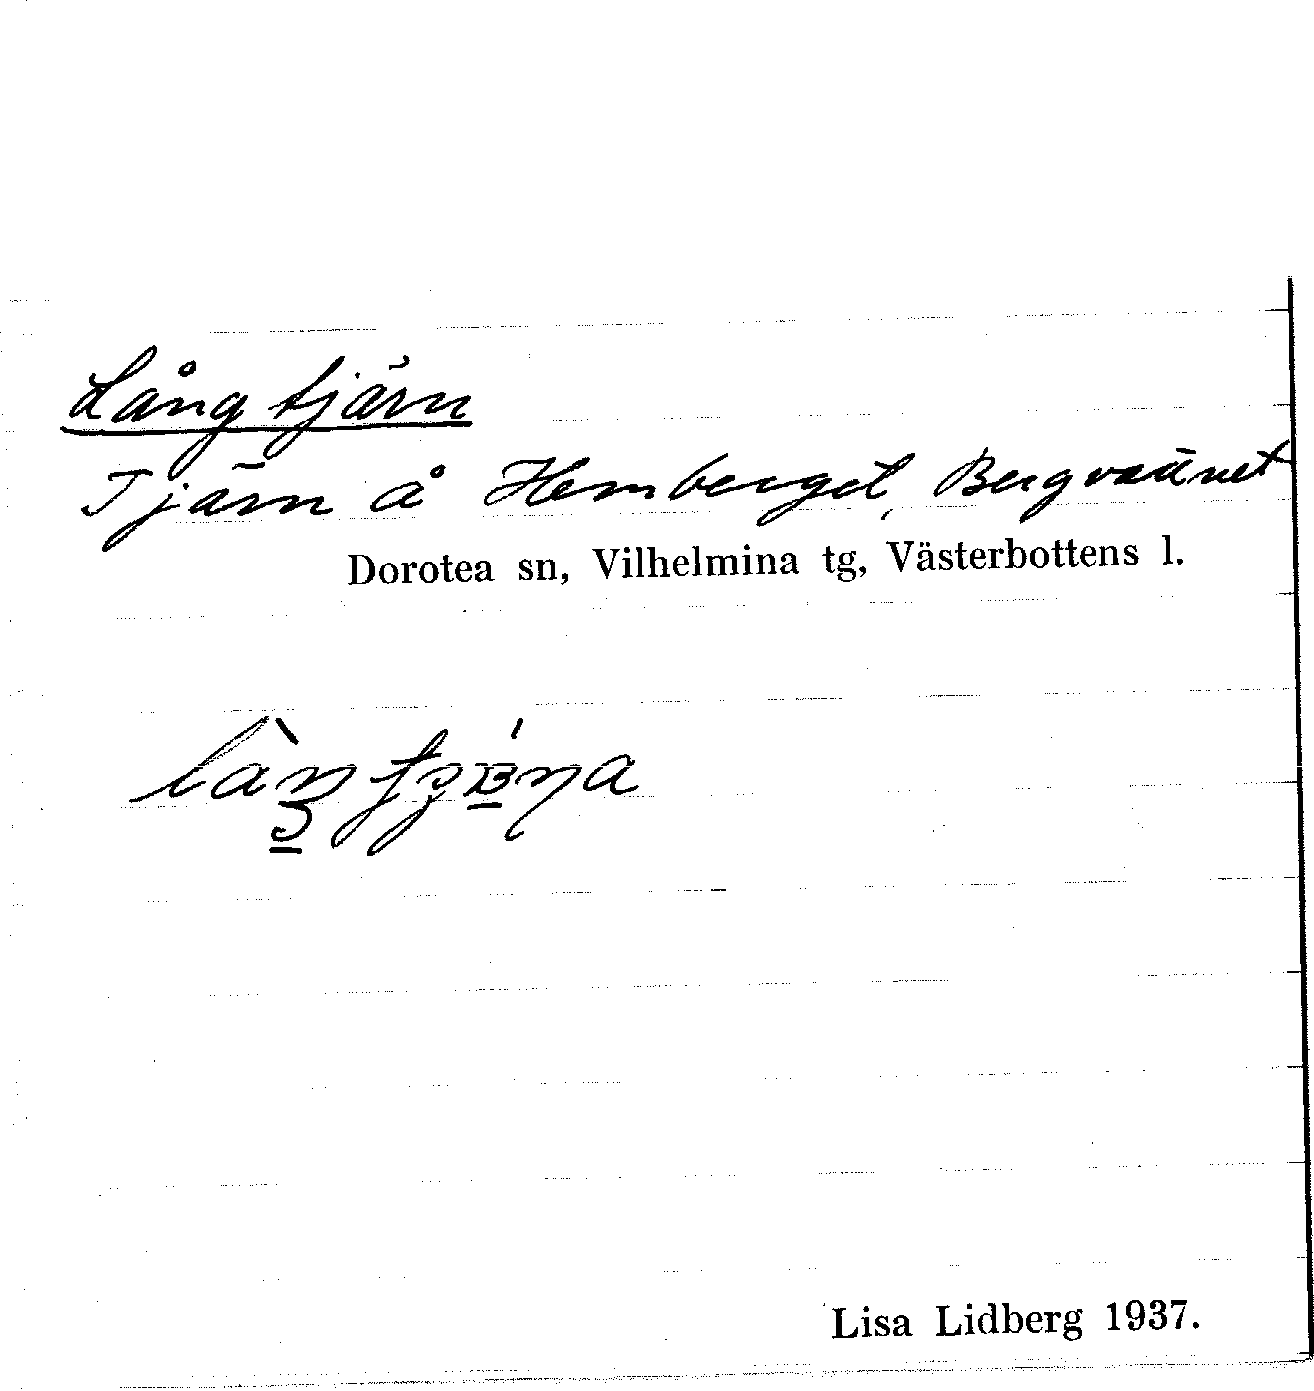 Långtjärn
Tjärn å Hemberget, Bergvattnet
Dorotea sn, Vilhelmina tg, Västerbottens l.
Lisa Lidberg 1937.